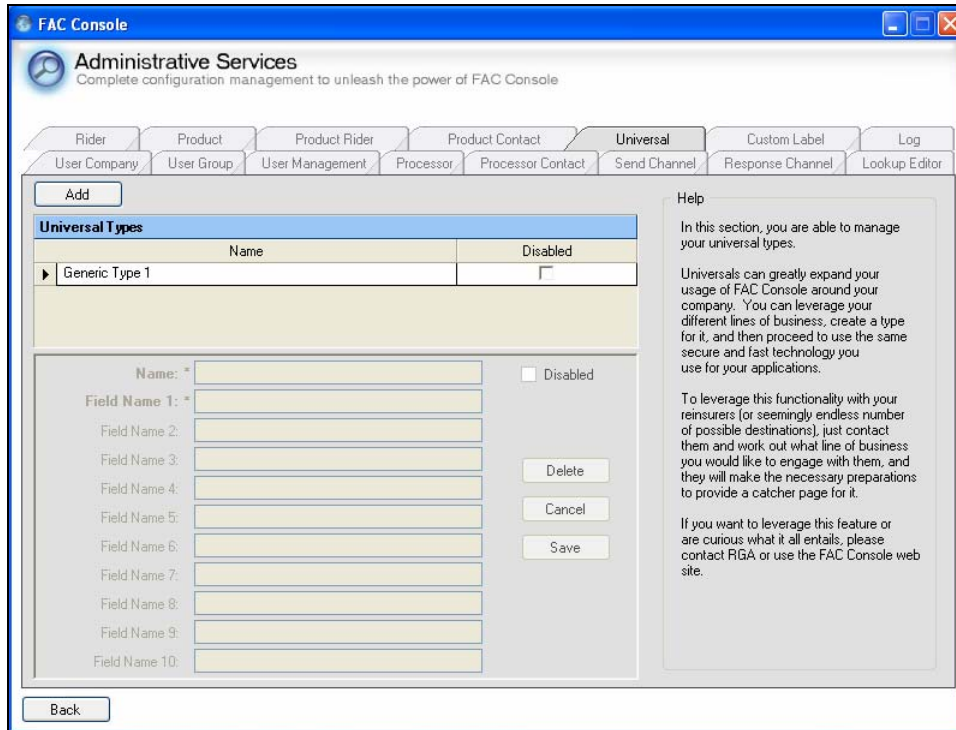 FAC Console
Administrative Services
Complete configuration management to unleash the power of FAC Console
Rider Product Product Rider Product Contact Universal Custom Label Log
User Company User Group User Management Processor Processor Contact Send Channel Response Channel Lookup Editor
Add
Universal Types
Name Disabled
Generic Type 1
Name: * Disabled
Field Name 1: *
Field Name 2:
Field Name 3:
Field Name 4:
Field Name 5:
Field Name 6:
Field Name 7:
Field Name 8:
Field Name 9:
Field Name 10:
Delete
Cancel
Save
Help
In this section, you are able to manage
your universal types.
Universals can greatly expand your
usage of FAC Console around your
company. You can leverage your
different lines of business, create a type
for it, and then proceed to use the same
secure and fast technology you
use for your applications.
To leverage this functionality with your
reinsurers (or seemingly endless number
of possible destinations), just contact
them and work out what line of business
you would like to engage with them, and
they will make the necessary preparations
to provide a catcher page for it.
If you want to leverage this feature or
are curious what it all entails, please
contact RGA or use the FAC Console web
site.
Back